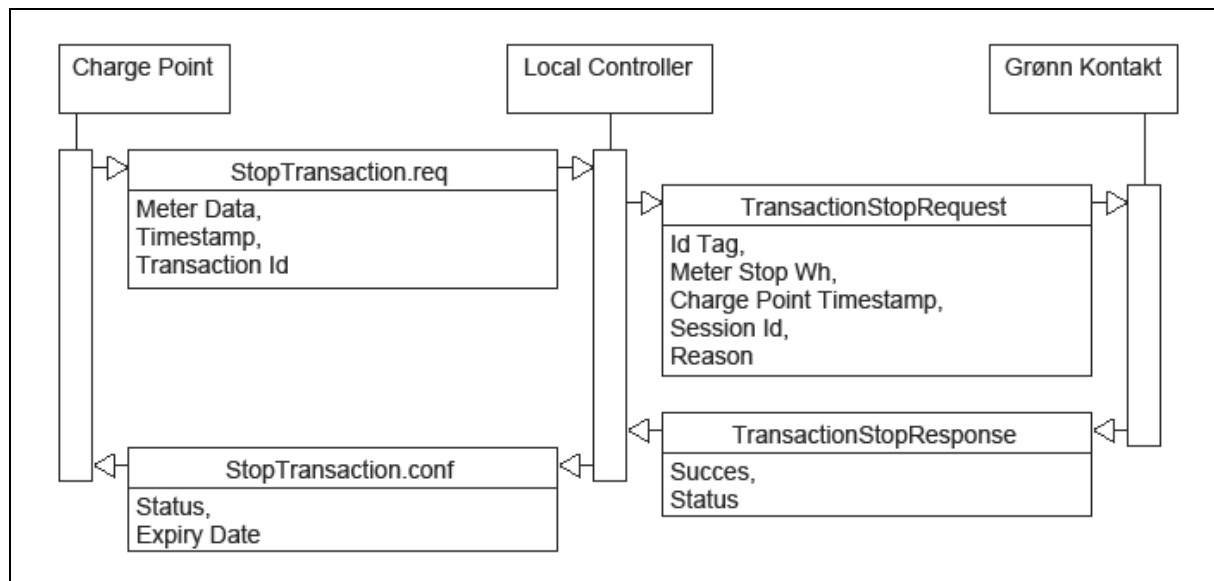 Charge Point
Local Controller
Grønn Kontakt
StopTransaction.req
Meter Data,
Timestamp,
Transaction Id
TransactionStopRequest
Id Tag,
Meter Stop Wh,
Charge Point Timestamp,
Session Id,
Reason
TransactionStopResponse
Succes,
Status
StopTransaction.conf
Status,
Expiry Date